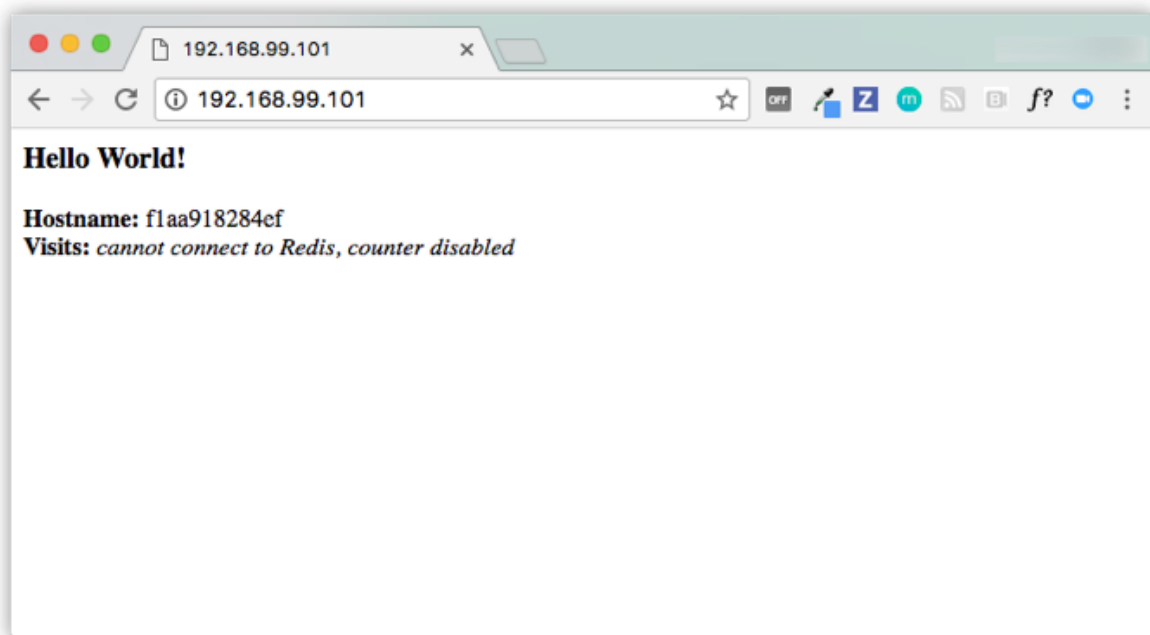 192.168.99.101
192.168.99.101
OFF
Z
m
B
f?
Hello World!
Hostname: f1aa918284ef
Visits: cannot connect to Redis, counter disabled